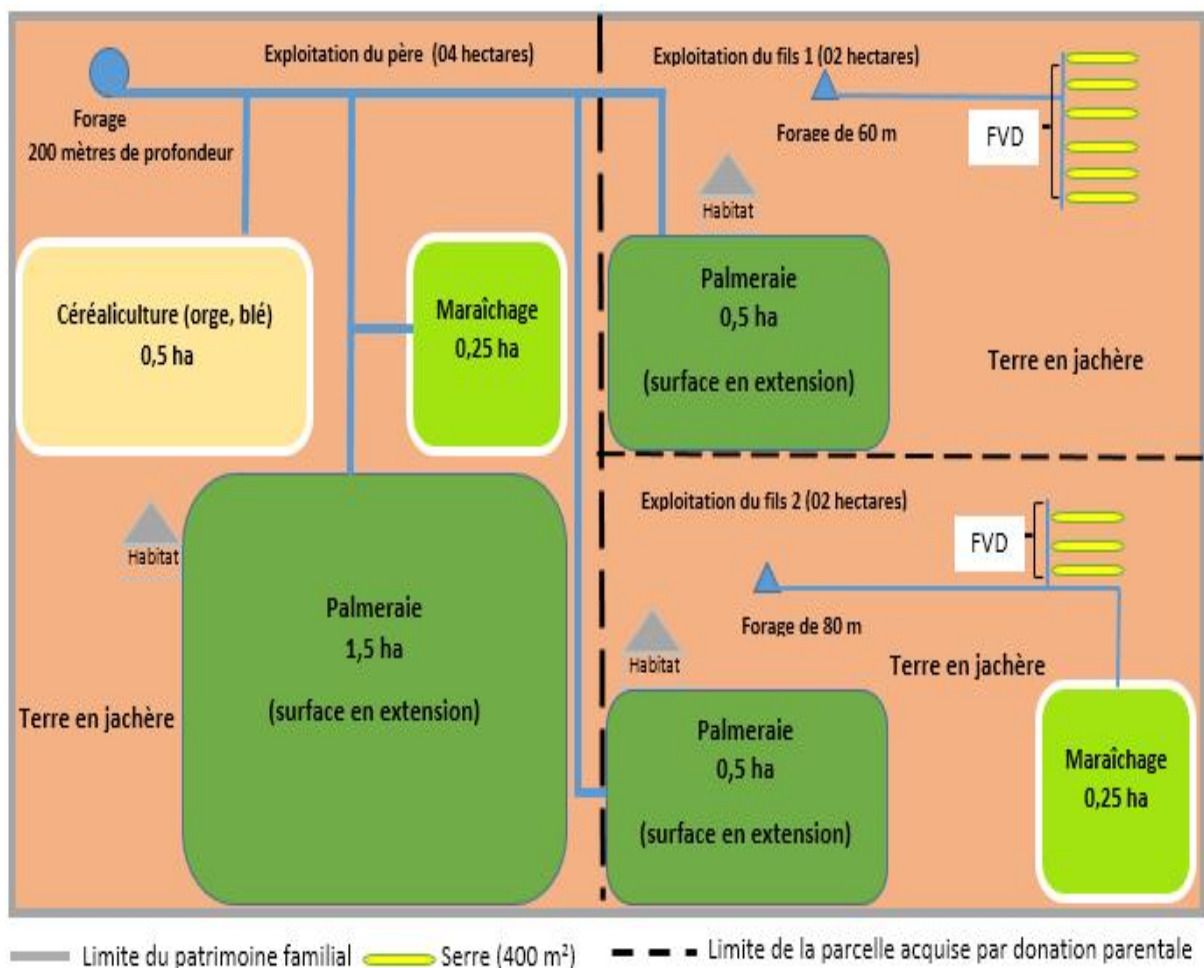 Exploitation du père (04 hectares)
Forage
200 mètres de profondeur
Céréaliculture (orge, blé)
0,5 ha
Maraîchage
0,25 ha
Habitat
Palmeraie
1,5 ha
(surface en extension)
Terre en jachère
Exploitation du fils 1 (02 hectares)
Forage de 60 m
FVD
Habitat
Palmeraie
0,5 ha
(surface en extension)
Terre en jachère
Exploitation du fils 2 (02 hectares)
FVD
Forage de 80 m
Habitat
Terre en jachère
Palmeraie
0,5 ha
(surface en extension)
Maraîchage
0,25 ha
Limite du patrimoine familial
Serre (400 m²)
Limite de la parcelle acquise par donation parentale